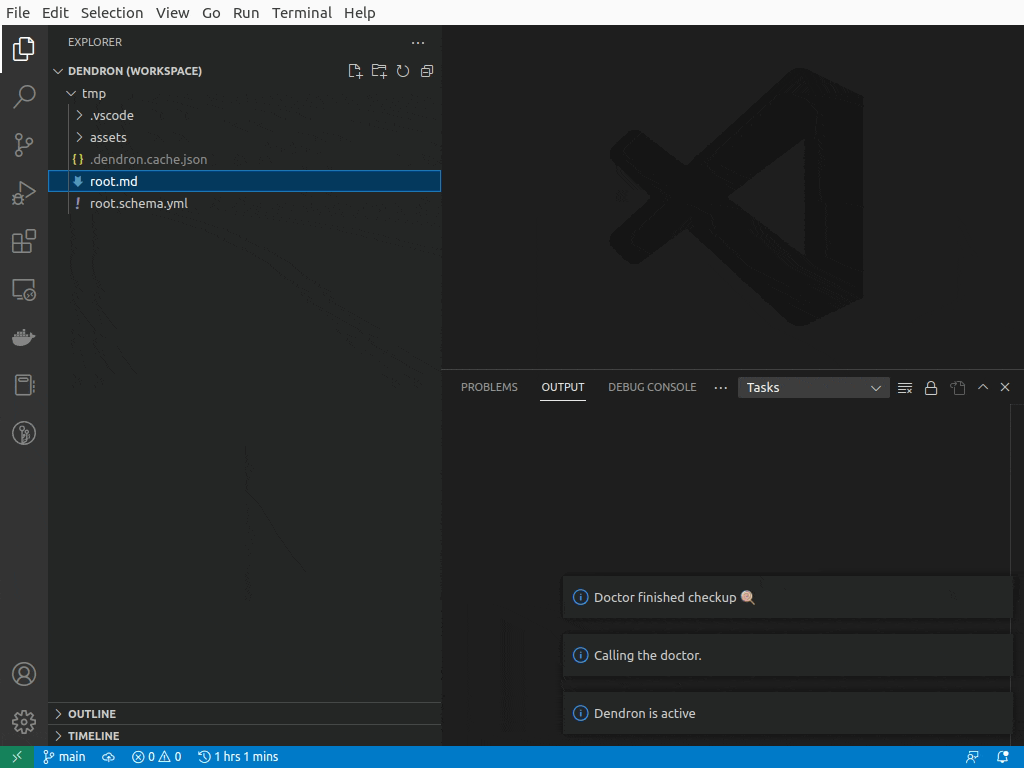 File Edit Selection View Go Run Terminal Help
EXPLORER
DENDRON (WORKSPACE)
tmp
.vscode
assets
{} .dendron.cache.json
root.md
! root.schema.yml
PROBLEMS OUTPUT DEBUG CONSOLE ··· Tasks
Doctor finished checkup 🍭
Calling the doctor.
Dendron is active
OUTLINE
TIMELINE
main 0 0 1 hrs 1 mins